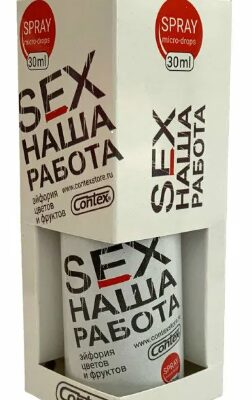 SPRAY
micro-drops
30ml
SEX
НАША
РАБОТА
www.contexstore.ru
эйфория
цветов
и фруктов
Contex
SPRAY
micro-drops
30ml
SEX
НАША
РАБОТА
SEX
НАША
РАБОТА
www.contexstore.ru
эйфория
цветов
и фруктов
Contex
SPRAY